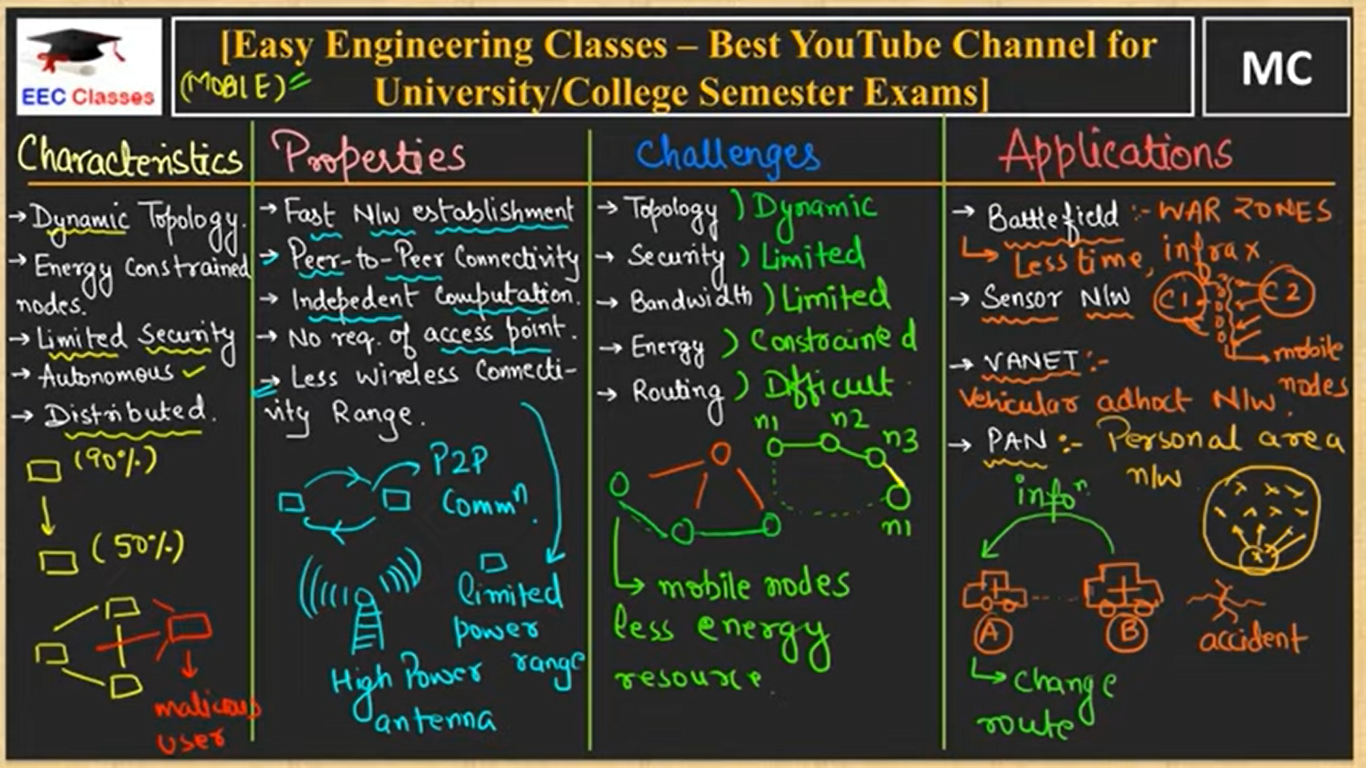 EEC Classes
[Easy Engineering Classes – Best YouTube Channel for
University/College Semester Exams]
(MOBILE)
MC
Characteristics
→ Dynamic Topology.
→ Energy Constrained
nodes.
→ Limited Security
→ Autonomous
→ Distributed.
(90%)
(50%)
malicious
user
Properties
→ Fast N/w establishment
→ Peer-to-Peer Connectivity
→ Indepedent Computation.
→ No req. of access point.
→ Less Wireless Connecti-
vity Range.
P2P
Commⁿ.
limited
power
range
High Power
antenna
Challenges
→ Topology ) Dynamic
→ Security ) Limited
→ Bandwidth ) Limited
→ Energy ) Constrained
→ Routing ) Difficult
n1
n2
n3
n1
mobile nodes
less energy
resource.
Applications
→ Battlefield :- WAR ZONES
Less time, infrax
→ Sensor N/w
C1
C2
mobile
nodes
→ VANET :-
Vehicular adhoct N/w.
→ PAN :- Personal area
n/w
infoⁿ
A
B
accident
change
route